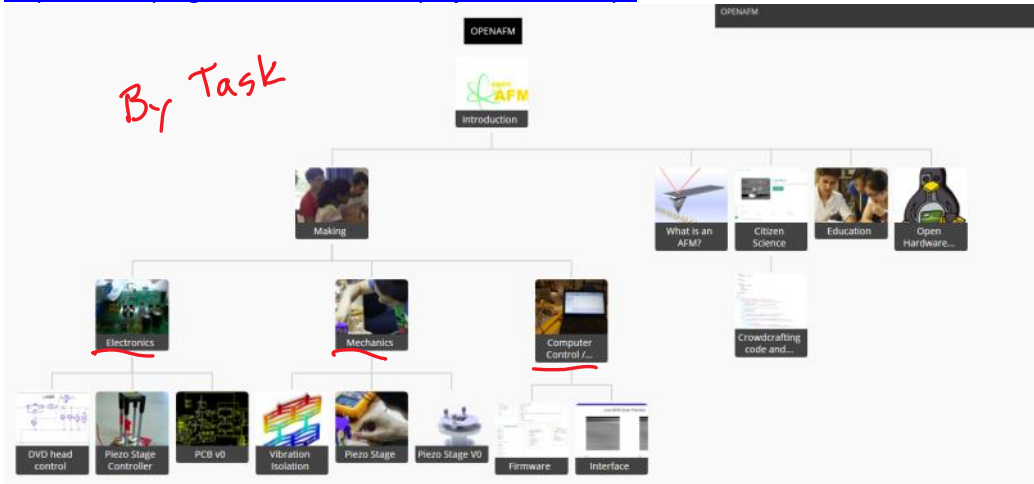 OPENAFM
OPENAFM
By Task
open
AFM
Introduction
Making
What is an
AFM?
Citizen
Science
Education
Open
Hardware...
Electronics
Mechanics
Computer
Control /...
Crowdcrafting
code and...
DVD head
control
Piezo Stage
Controller
PCB v0
Vibration
Isolation
Piezo Stage
Piezo Stage V0
Firmware
Interface